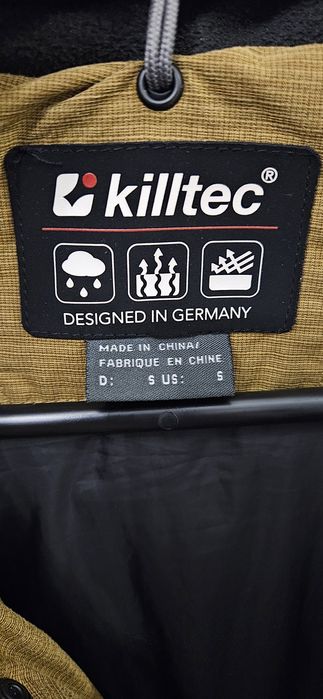 killtec®
DESIGNED IN GERMANY
MADE IN CHINA/
FABRIQUE EN CHINE
D: S US: S